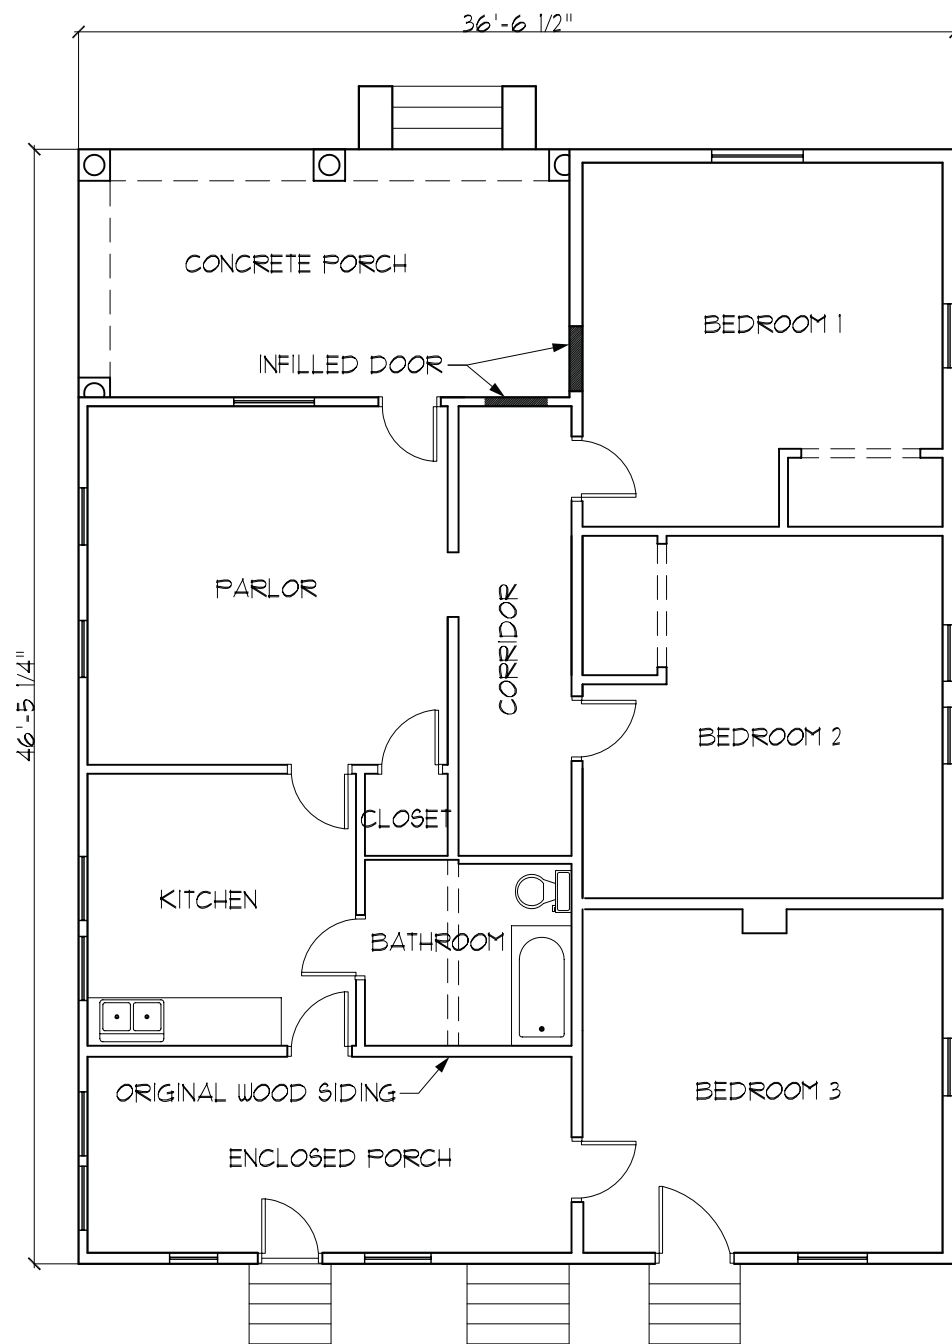 36'-6 1/2"
CONCRETE PORCH
BEDROOM 1
INFILLED DOOR
PARLOR
CORRIDOR
46'-5 1/4"
BEDROOM 2
CLOSET
KITCHEN
BATHROOM
ORIGINAL WOOD SIDING
BEDROOM 3
ENCLOSED PORCH